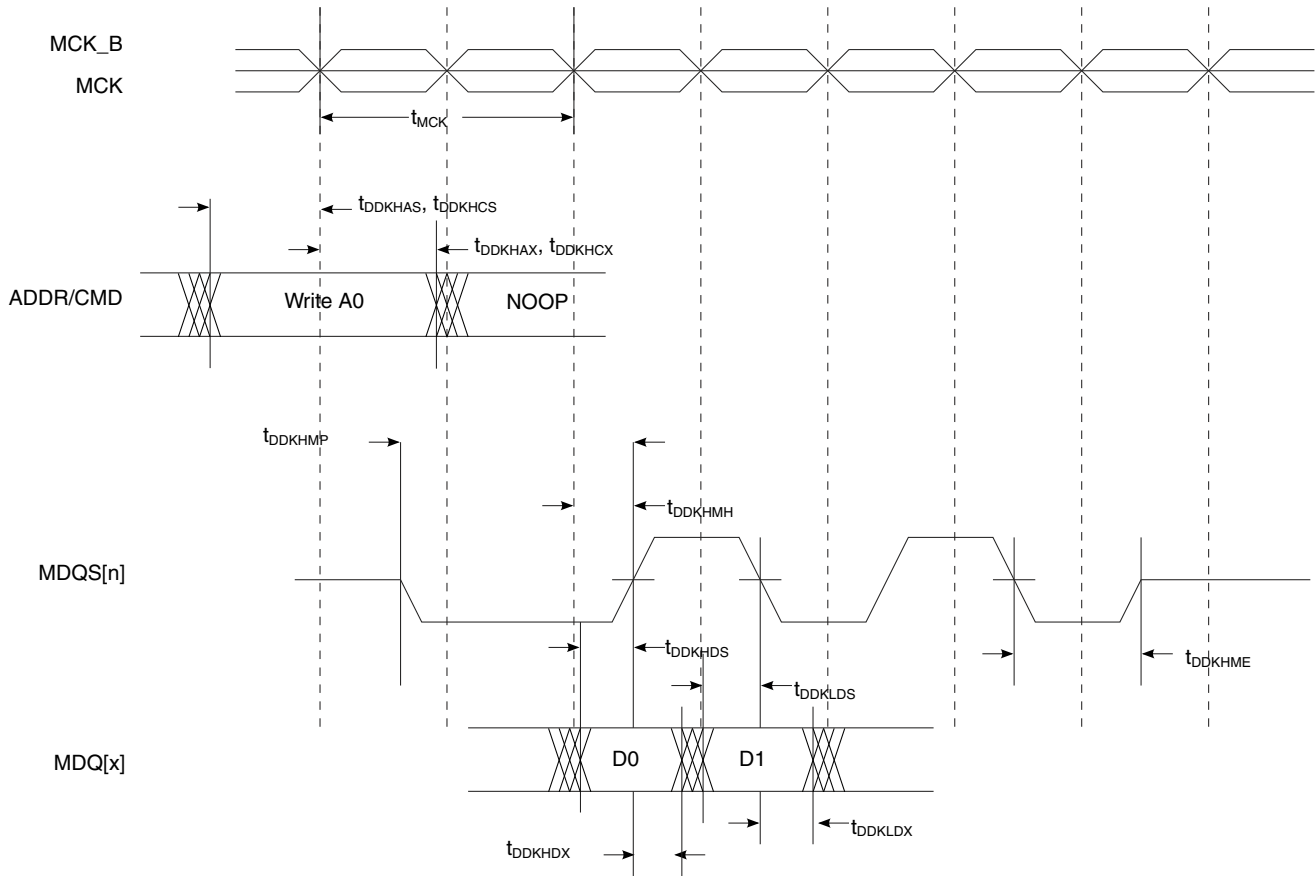 MCK_B
MCK
tMCK
tDDKHAS, tDDKHCS
tDDKHAX, tDDKHCX
ADDR/CMD
Write A0
NOOP
tDDKHMP
tDDKHMH
MDQS[n]
tDDKHDS
tDDKHME
tDDKLDS
MDQ[x]
D0
D1
tDDKLDX
tDDKHDX